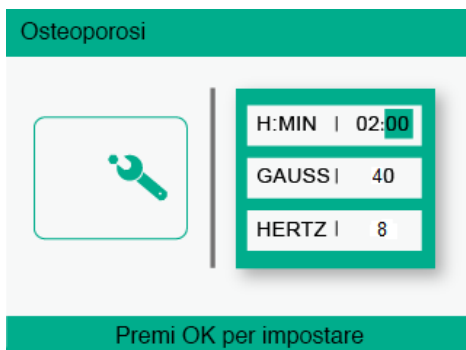 Osteoporosi
H:MIN | 02:00
GAUSS | 40
HERTZ | 8
Premi OK per impostare